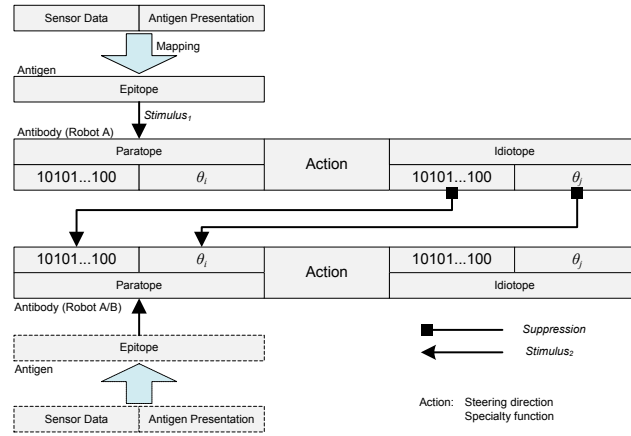 Sensor Data Antigen Presentation
Mapping
Antigen
Epitope
Stimulus₁
Antibody (Robot A)
Paratope Action Idiotope
10101...100 θᵢ 10101...100 θⱼ
10101...100 θᵢ Action 10101...100 θⱼ
Paratope Idiotope
Antibody (Robot A/B)
Epitope
Antigen
Sensor Data Antigen Presentation
Suppression
Stimulus₂
Action: Steering direction
Specialty function